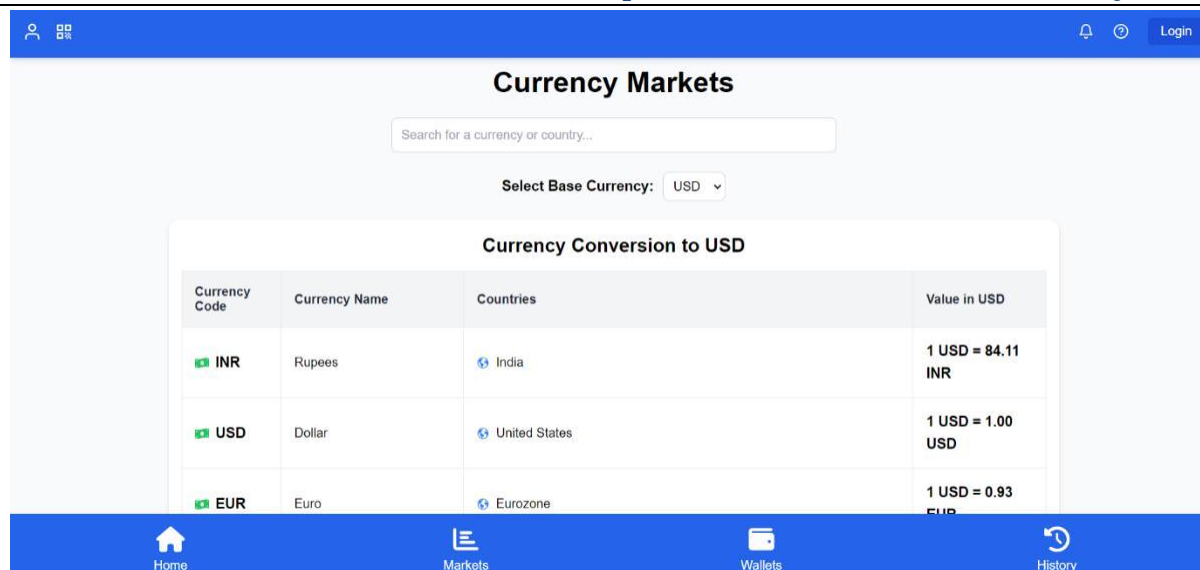 Login
Currency Markets
Search for a currency or country...
Select Base Currency: USD
Currency Conversion to USD
Currency Code
Currency Name
Countries
Value in USD
INR
Rupees
India
1 USD = 84.11
INR
USD
Dollar
United States
1 USD = 1.00
USD
EUR
Euro
Eurozone
1 USD = 0.93
EUR
Home
Markets
Wallets
History